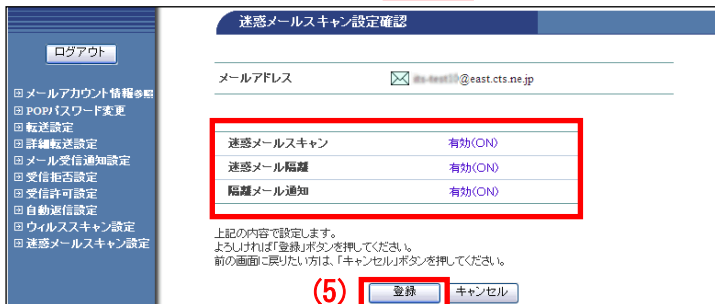 迷惑メールスキャン設定確認
ログアウト
メールアドレス @east.cts.ne.jp
メールアカウント情報参照
POPパスワード変更
転送設定
詳細転送設定
メール受信通知設定
受信拒否設定
受信許可設定
自動返信設定
ウィルススキャン設定
迷惑メールスキャン設定
迷惑メールスキャン 有効(ON)
迷惑メール隔離 有効(ON)
隔離メール通知 有効(ON)
上記の内容で設定します。
よろしければ「登録」ボタンを押してください。
前の画面に戻りたい方は、「キャンセル」ボタンを押してください。
(5) 登録 キャンセル